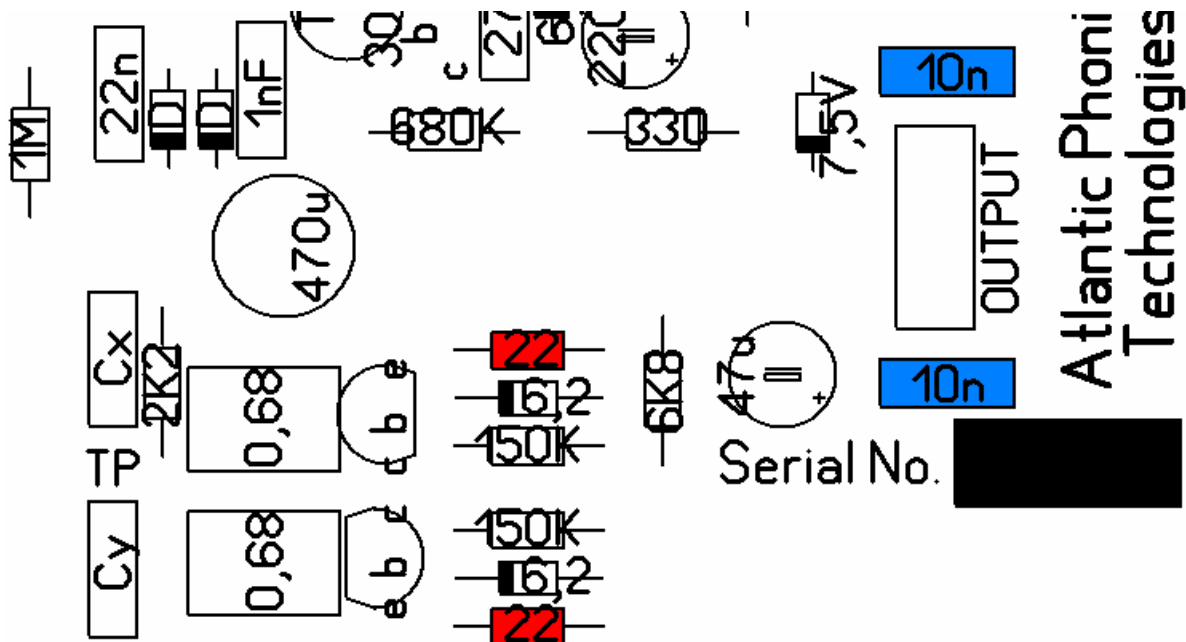 22n
D
D
1nF
b
c
1M
680K
330
7,5V
10n
470u
OUTPUT
Atlantic Phoni
Technologies
Cx
2K2
0,68
e
b
c
22
6,2
150K
6K8
47u
10n
TP
Serial No.
Cy
0,68
c
b
e
150K
6,2
22